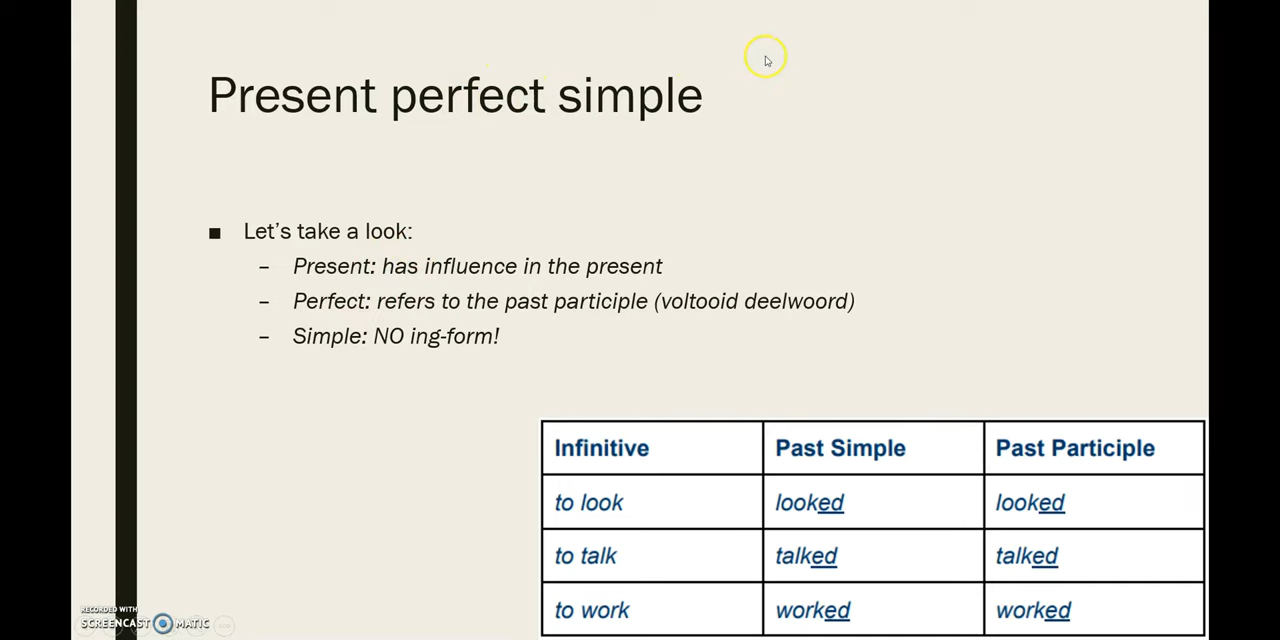 Present perfect simple
■ Let's take a look:
– Present: has influence in the present
– Perfect: refers to the past participle (voltooid deelwoord)
– Simple: NO ing-form!
Infinitive Past Simple Past Participle
to look looked looked
to talk talked talked
to work worked worked
RECORDED WITH
SCREENCAST MATIC